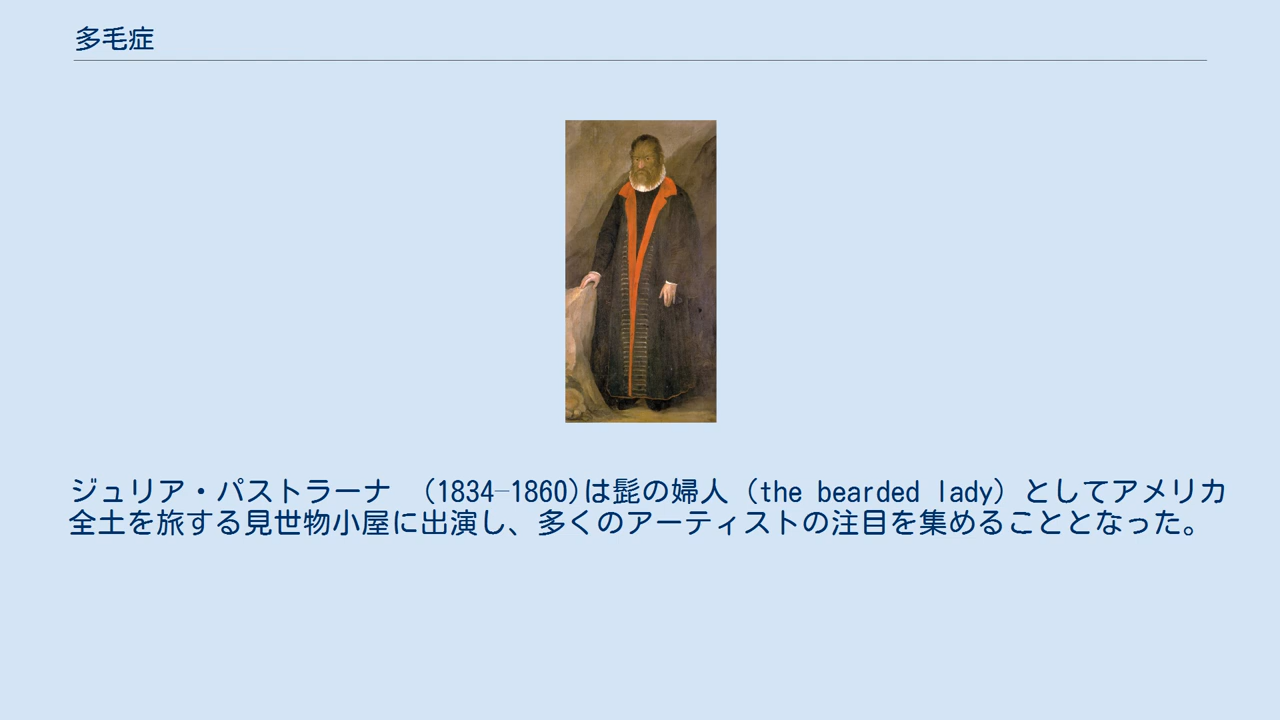 多毛症
ジュリア・パストラーナ　(1834–1860)は髭の婦人（the bearded lady）としてアメリカ
全土を旅する見世物小屋に出演し、多くのアーティストの注目を集めることとなった。